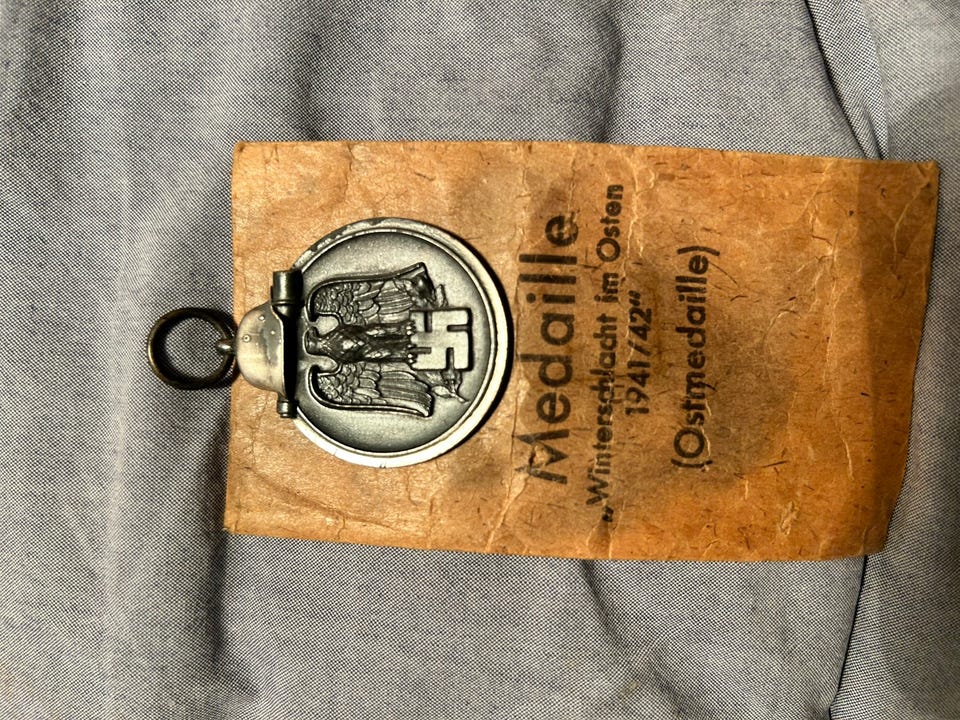 Medaille
„Winterschlacht im Osten
1941/42“
(Ostmedaille)